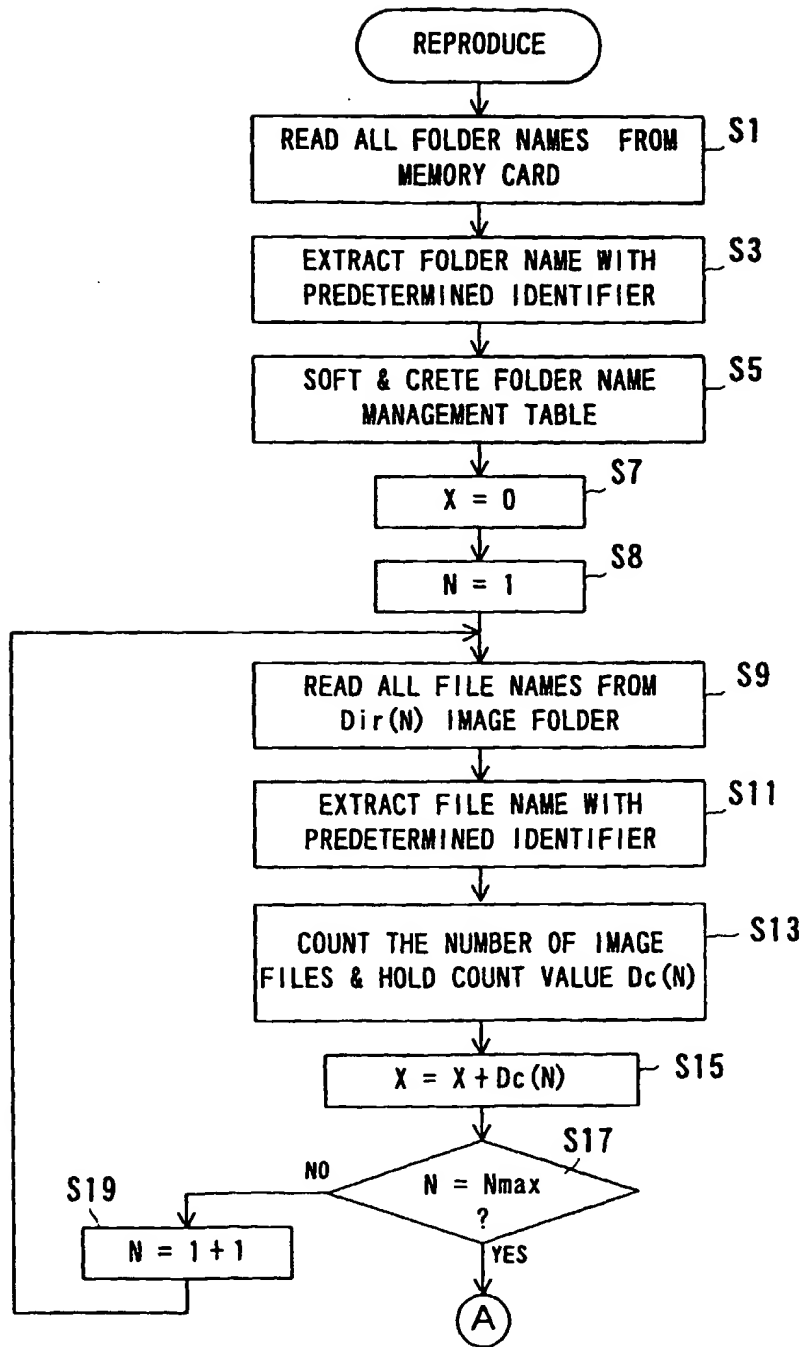 REPRODUCE
READ ALL FOLDER NAMES FROM
MEMORY CARD
S1
EXTRACT FOLDER NAME WITH
PREDETERMINED IDENTIFIER
S3
SOFT & CRETE FOLDER NAME
MANAGEMENT TABLE
S5
X = 0
S7
N = 1
S8
READ ALL FILE NAMES FROM
Dir(N) IMAGE FOLDER
S9
EXTRACT FILE NAME WITH
PREDETERMINED IDENTIFIER
S11
COUNT THE NUMBER OF IMAGE
FILES & HOLD COUNT VALUE Dc(N)
S13
X = X + Dc(N)
S15
N = Nmax
?
S17
NO
YES
S19
N = 1 + 1
A